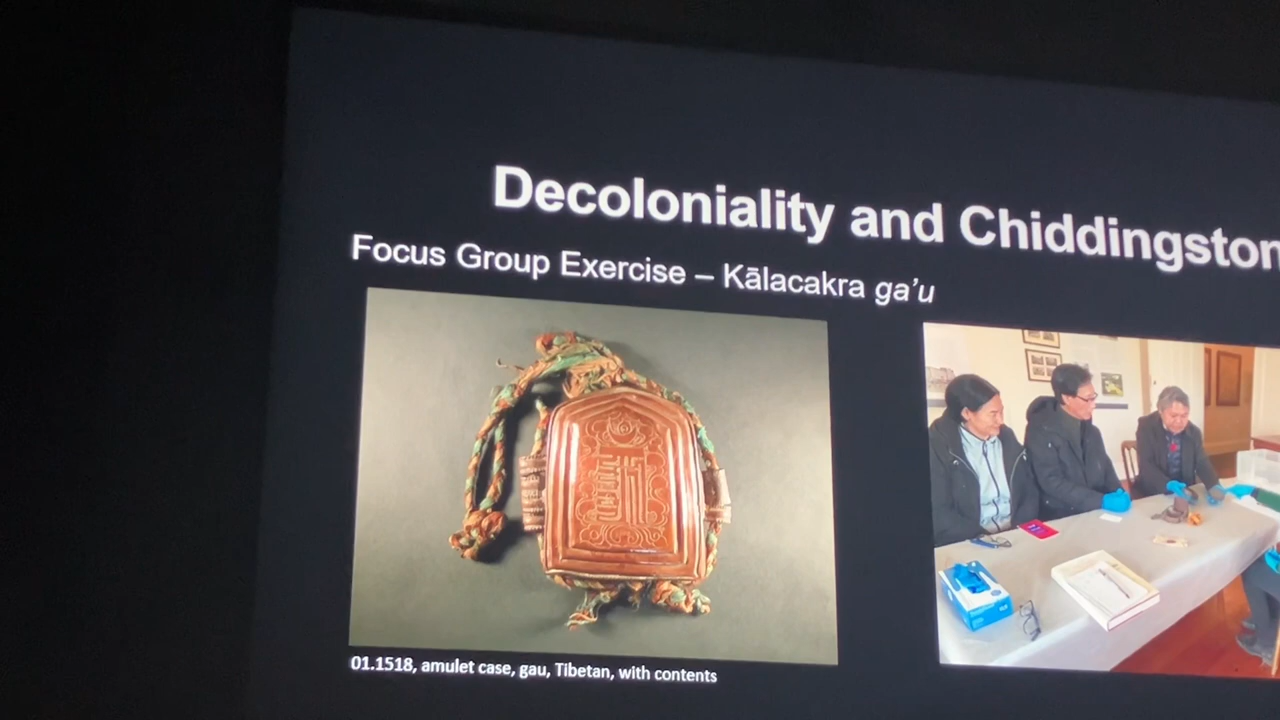 Decoloniality and Chiddingston
Focus Group Exercise – Kālacakra ga’u
01.1518, amulet case, gau, Tibetan, with contents